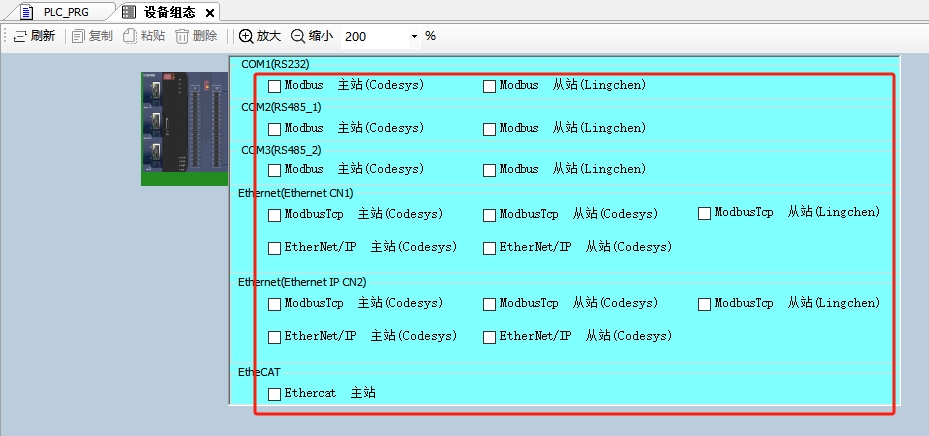 PLC_PRG 设备组态
刷新 复制 粘贴 删除 放大 缩小 200 %
COM1(RS232)
Modbus 主站(Codesys) Modbus 从站(Lingchen)
COM2(RS485_1)
Modbus 主站(Codesys) Modbus 从站(Lingchen)
COM3(RS485_2)
Modbus 主站(Codesys) Modbus 从站(Lingchen)
Ethernet(Ethernet CN1)
ModbusTcp 主站(Codesys) ModbusTcp 从站(Codesys) ModbusTcp 从站(Lingchen)
EtherNet/IP 主站(Codesys) EtherNet/IP 从站(Codesys)
Ethernet(Ethernet IP CN2)
ModbusTcp 主站(Codesys) ModbusTcp 从站(Codesys) ModbusTcp 从站(Lingchen)
EtherNet/IP 主站(Codesys) EtherNet/IP 从站(Codesys)
EtheCAT
Ethercat 主站